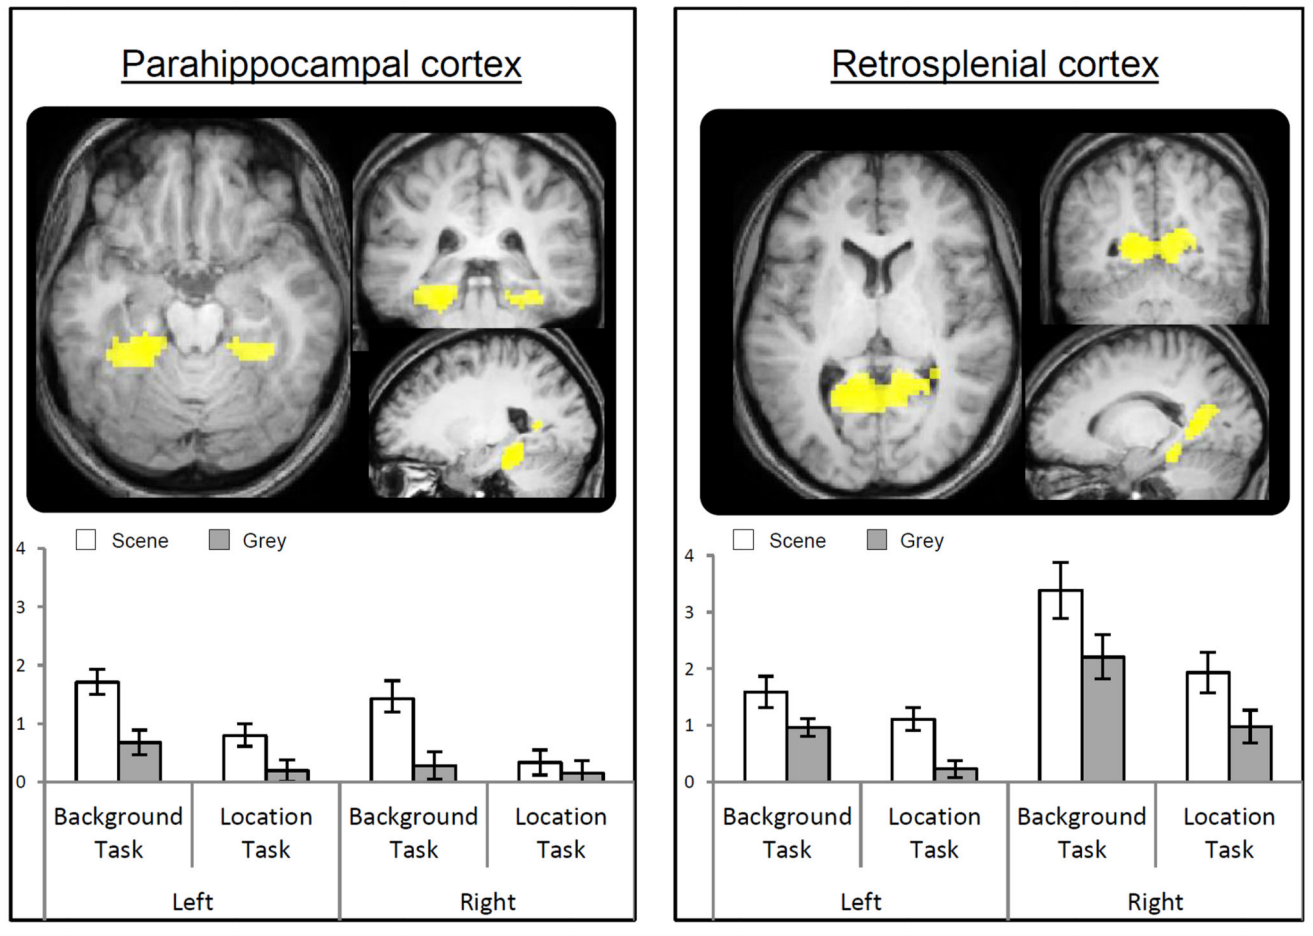 Parahippocampal cortex
Scene Grey
4
3
2
1
0
Background Task
Location Task
Background Task
Location Task
Left
Right
Retrosplenial cortex
Scene Grey
4
3
2
1
0
Background Task
Location Task
Background Task
Location Task
Left
Right